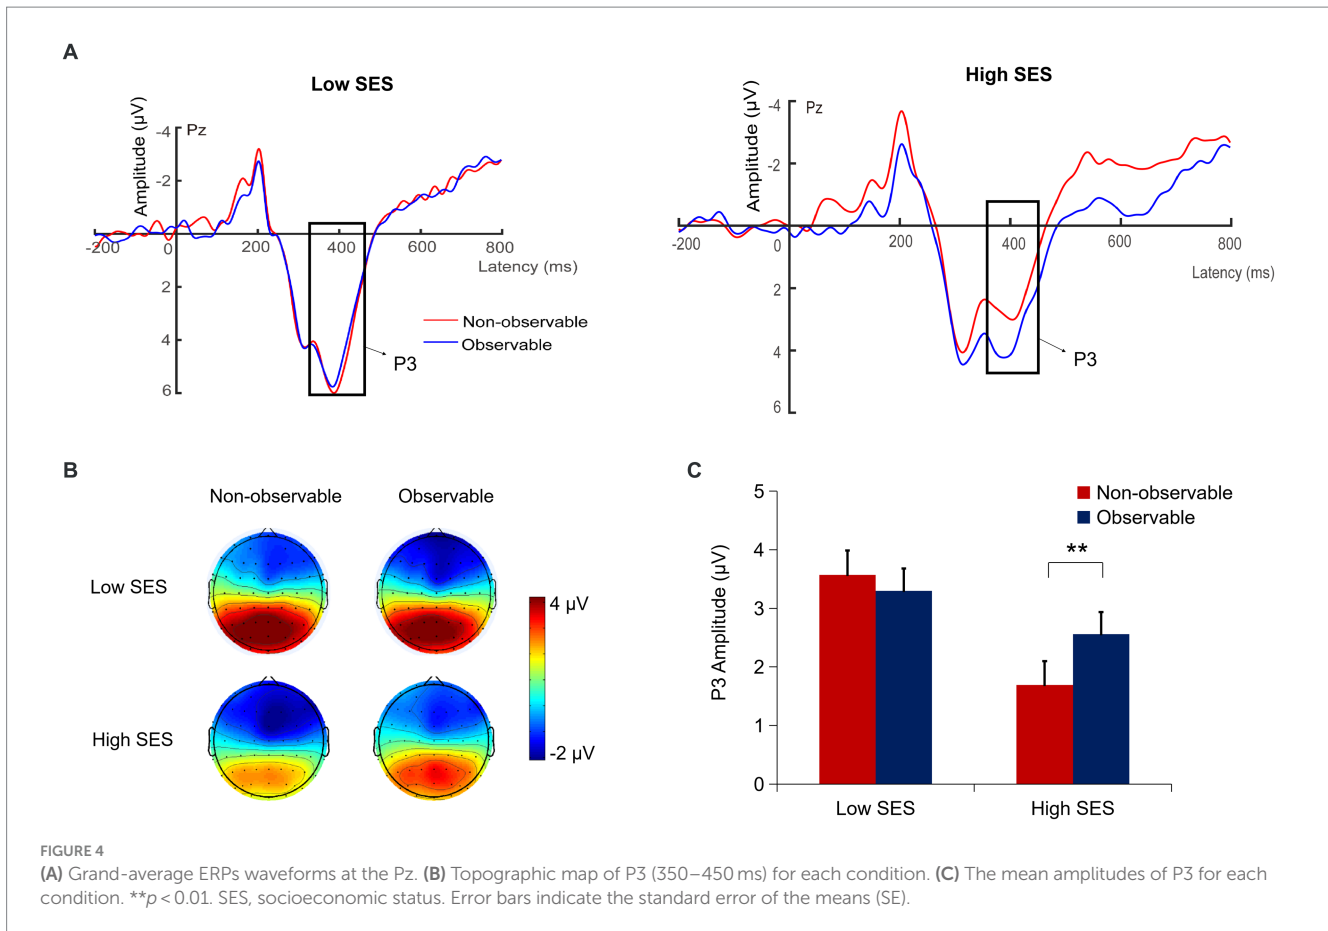 A
Low SES
Amplitude (µV)
-4
Pz
-2
-200
0
200
400
600
800
Latency (ms)
2
4
6
Non-observable
Observable
P3
High SES
Amplitude (µV)
-4
Pz
-2
-200
0
200
400
600
800
Latency (ms)
2
4
6
P3
B
Non-observable Observable
Low SES
High SES
4 µV
-2 µV
C
Non-observable
Observable
P3 Amplitude (µV)
5
4
3
2
1
0
**
Low SES High SES
FIGURE 4
(A) Grand-average ERPs waveforms at the Pz. (B) Topographic map of P3 (350–450 ms) for each condition. (C) The mean amplitudes of P3 for each
condition. **p < 0.01. SES, socioeconomic status. Error bars indicate the standard error of the means (SE).